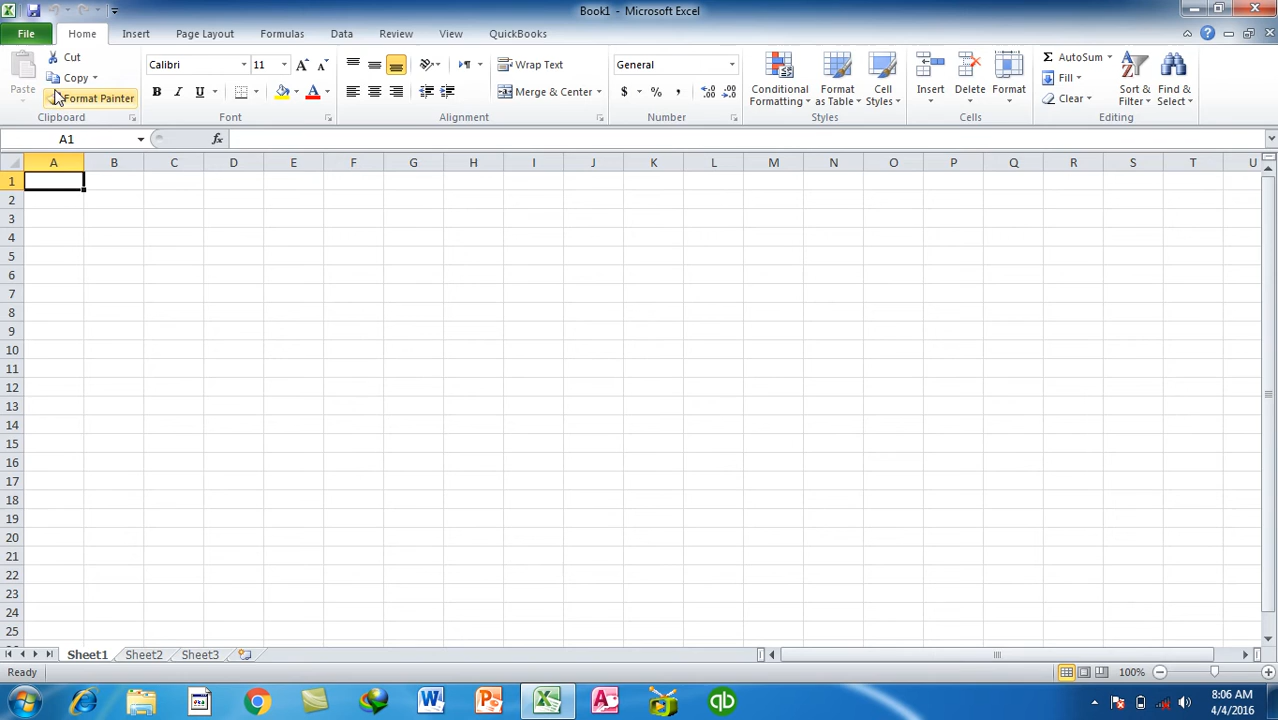 Book1 - Microsoft Excel
File Home Insert Page Layout Formulas Data Review View QuickBooks
Paste
Cut
Copy
Format Painter
Clipboard
Calibri 11
B I U A
Font
Wrap Text
Merge & Center
Alignment
General
$ % ,
Number
Conditional Formatting
Format as Table
Cell Styles
Styles
Insert
Delete
Format
Cells
Σ AutoSum
Fill
Clear
Sort & Filter
Find & Select
Editing
A1 fx
A B C D E F G H I J K L M N O P Q R S T U
1
2
3
4
5
6
7
8
9
10
11
12
13
14
15
16
17
18
19
20
21
22
23
24
25
Sheet1 Sheet2 Sheet3
Ready 100%
8:06 AM
4/4/2016